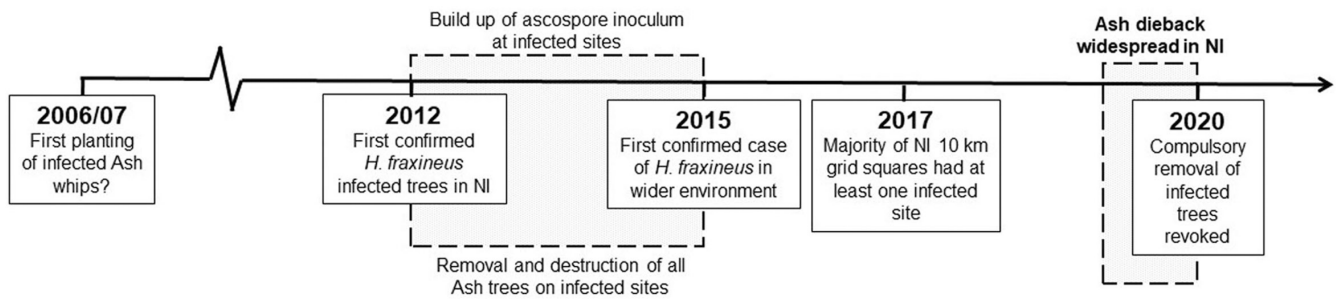 Build up of ascospore inoculum
at infected sites
Ash dieback
widespread in NI
2006/07
First planting
of infected Ash
whips?
2012
First confirmed
H. fraxineus
infected trees in NI
2015
First confirmed case
of H. fraxineus in
wider environment
2017
Majority of NI 10 km
grid squares had at
least one infected
site
2020
Compulsory
removal of
infected
trees
revoked
Removal and destruction of all
Ash trees on infected sites